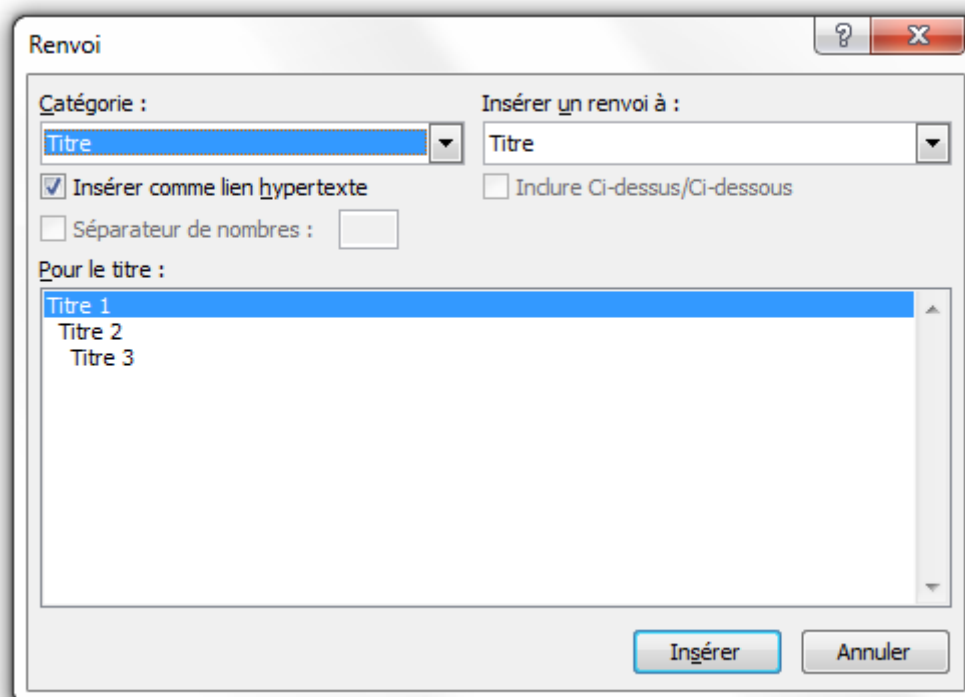 Renvoi
Catégorie :
Insérer un renvoi à :
Titre
Titre
Insérer comme lien hypertexte
Inclure Ci-dessus/Ci-dessous
Séparateur de nombres :
Pour le titre :
Titre 1
Titre 2
Titre 3
Insérer
Annuler